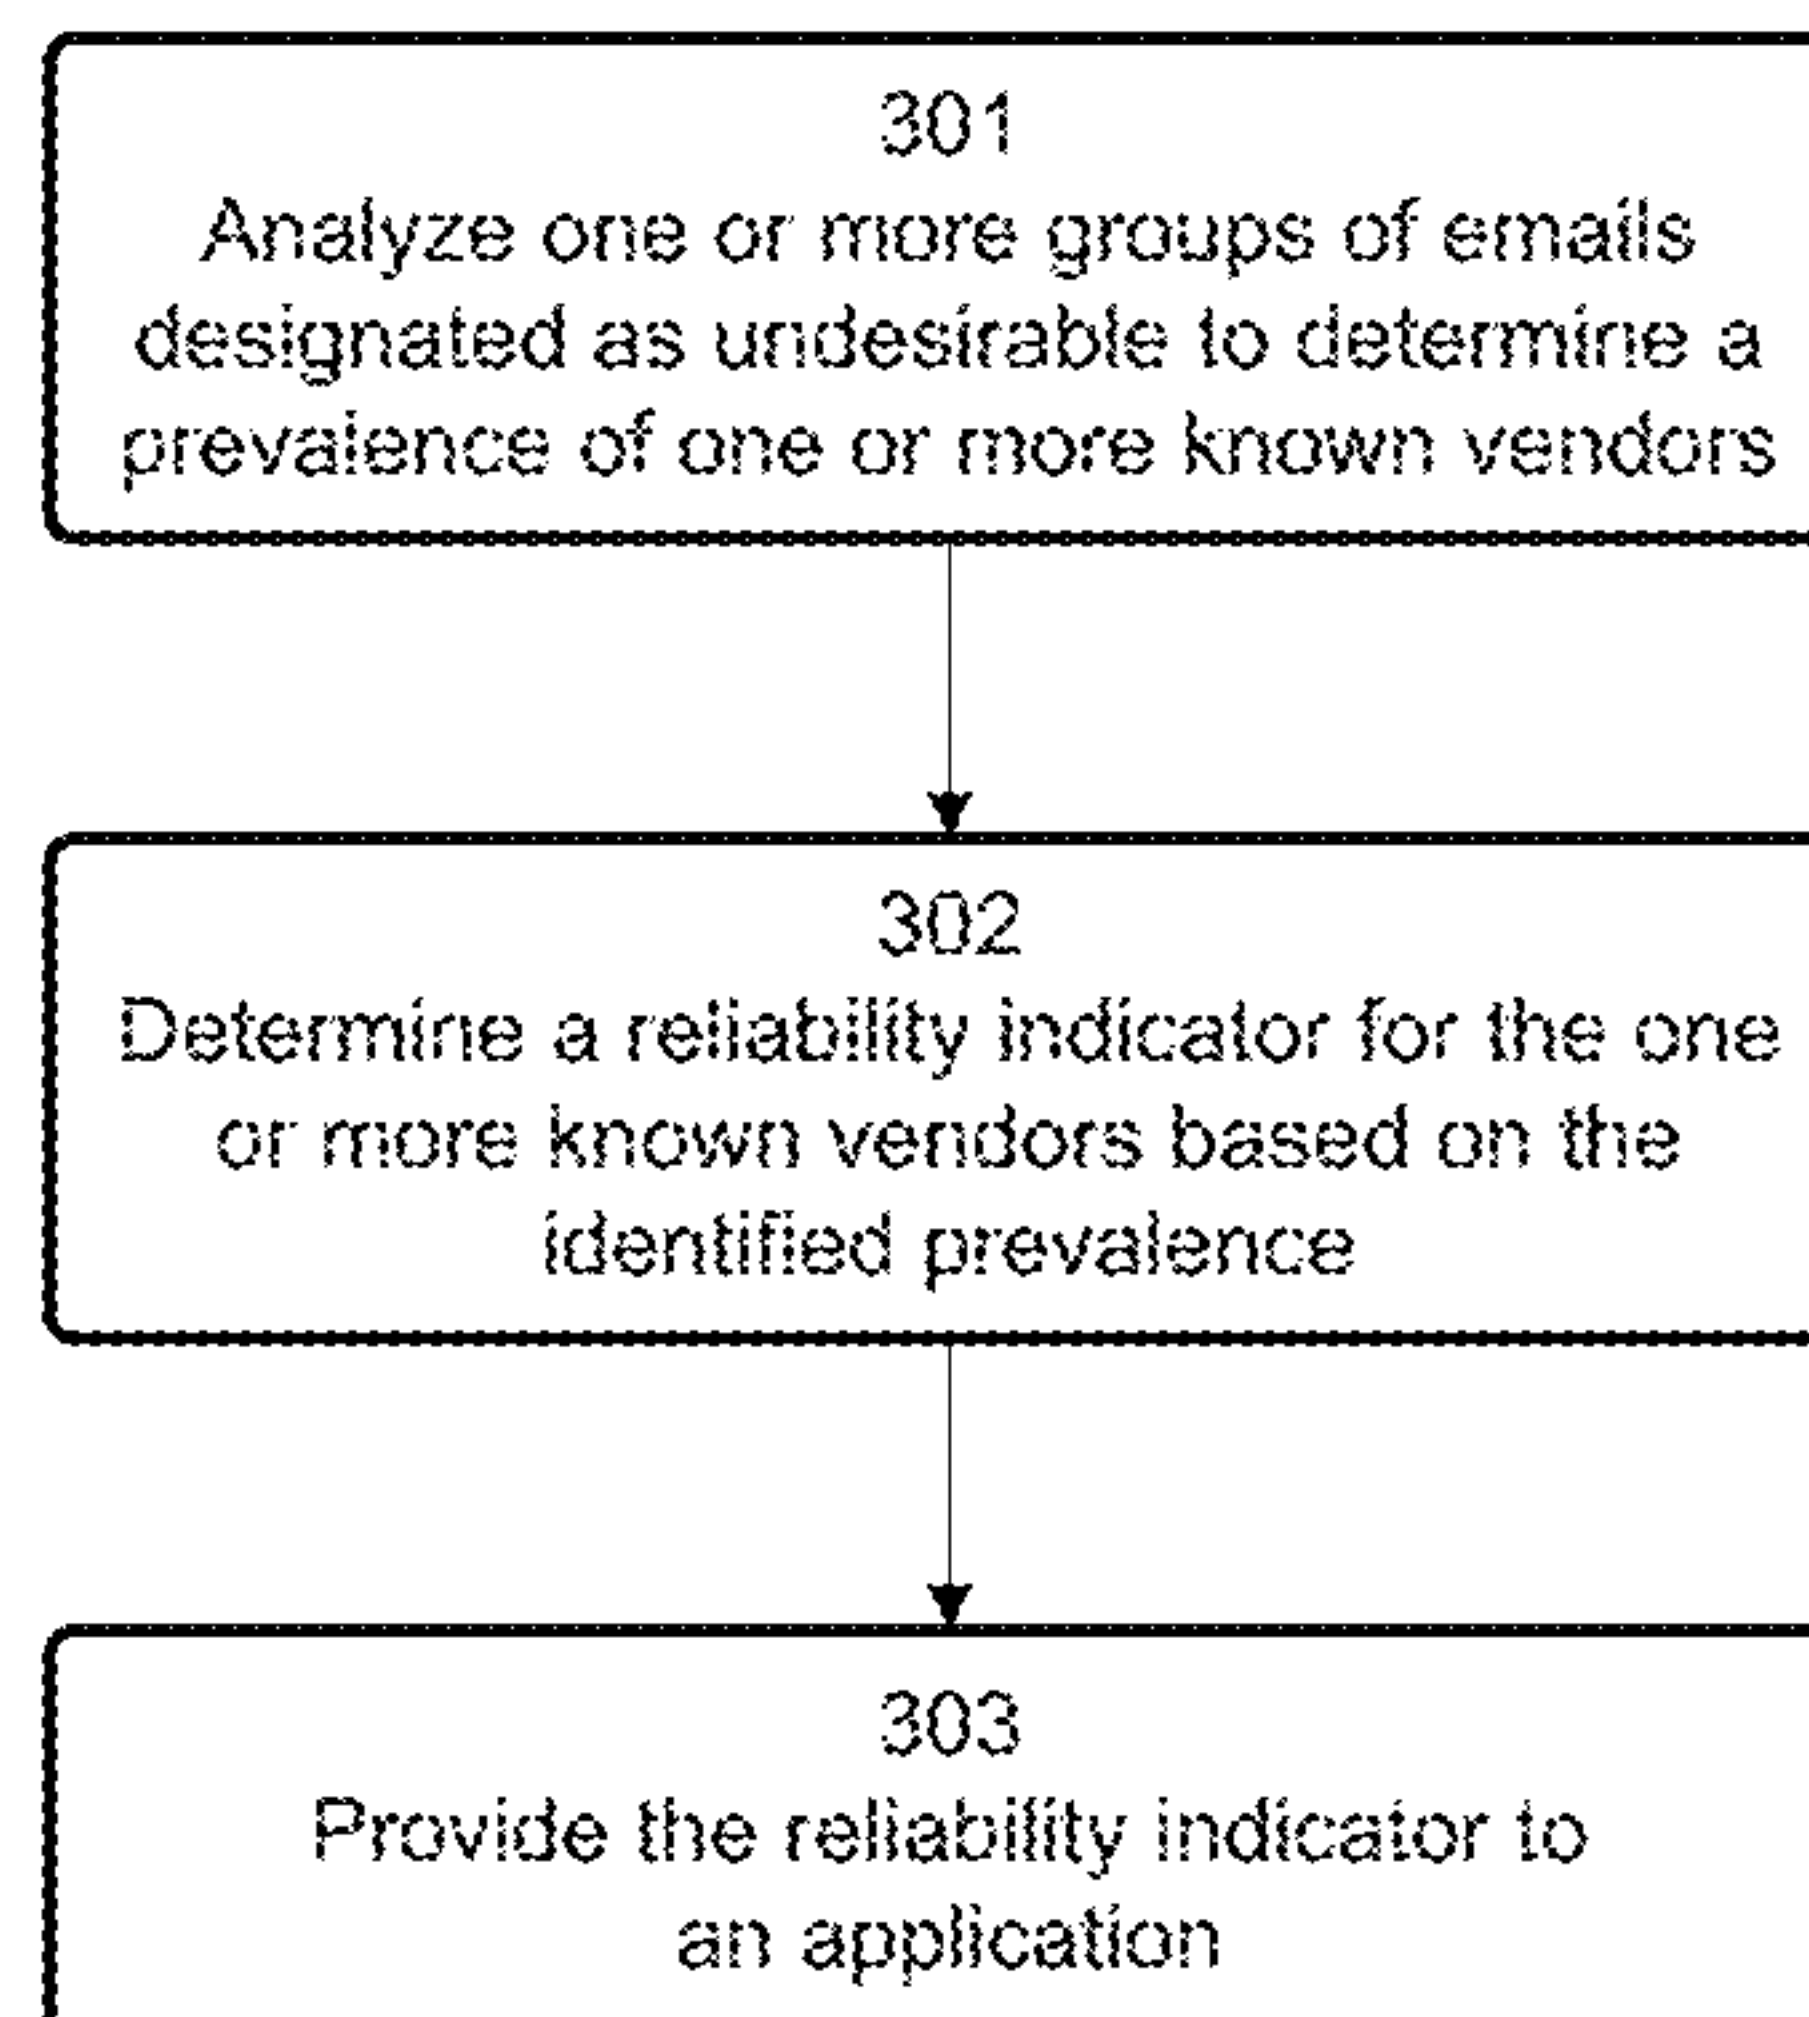 301
Analyze one or more groups of emails
designated as undesirable to determine a
prevalence of one or more known vendors
302
Determine a reliability indicator for the one
or more known vendors based on the
identified prevalence
303
Provide the reliability indicator to
an application